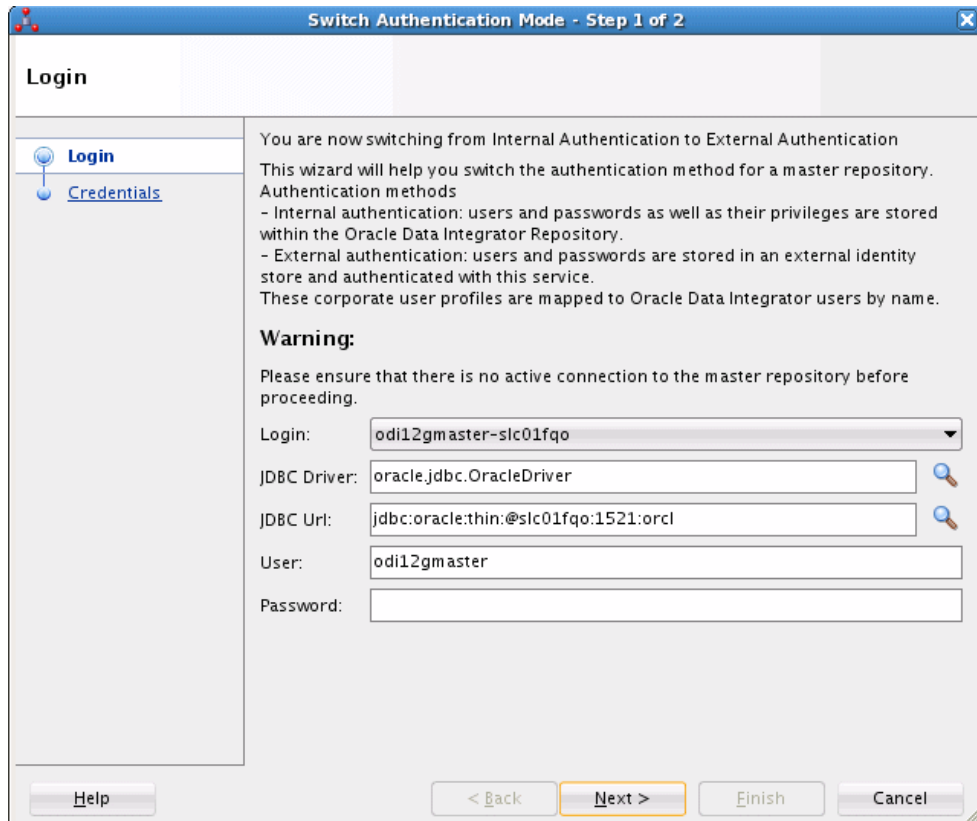 Switch Authentication Mode - Step 1 of 2
Login
Login
Credentials
You are now switching from Internal Authentication to External Authentication
This wizard will help you switch the authentication method for a master repository.
Authentication methods
- Internal authentication: users and passwords as well as their privileges are stored
within the Oracle Data Integrator Repository.
- External authentication: users and passwords are stored in an external identity
store and authenticated with this service.
These corporate user profiles are mapped to Oracle Data Integrator users by name.
Warning:
Please ensure that there is no active connection to the master repository before
proceeding.
Login: odi12gmaster-slc01fqo
JDBC Driver: oracle.jdbc.OracleDriver
JDBC Url: jdbc:oracle:thin:@slc01fqo:1521:orcl
User: odi12gmaster
Password:
Help < Back Next > Finish Cancel